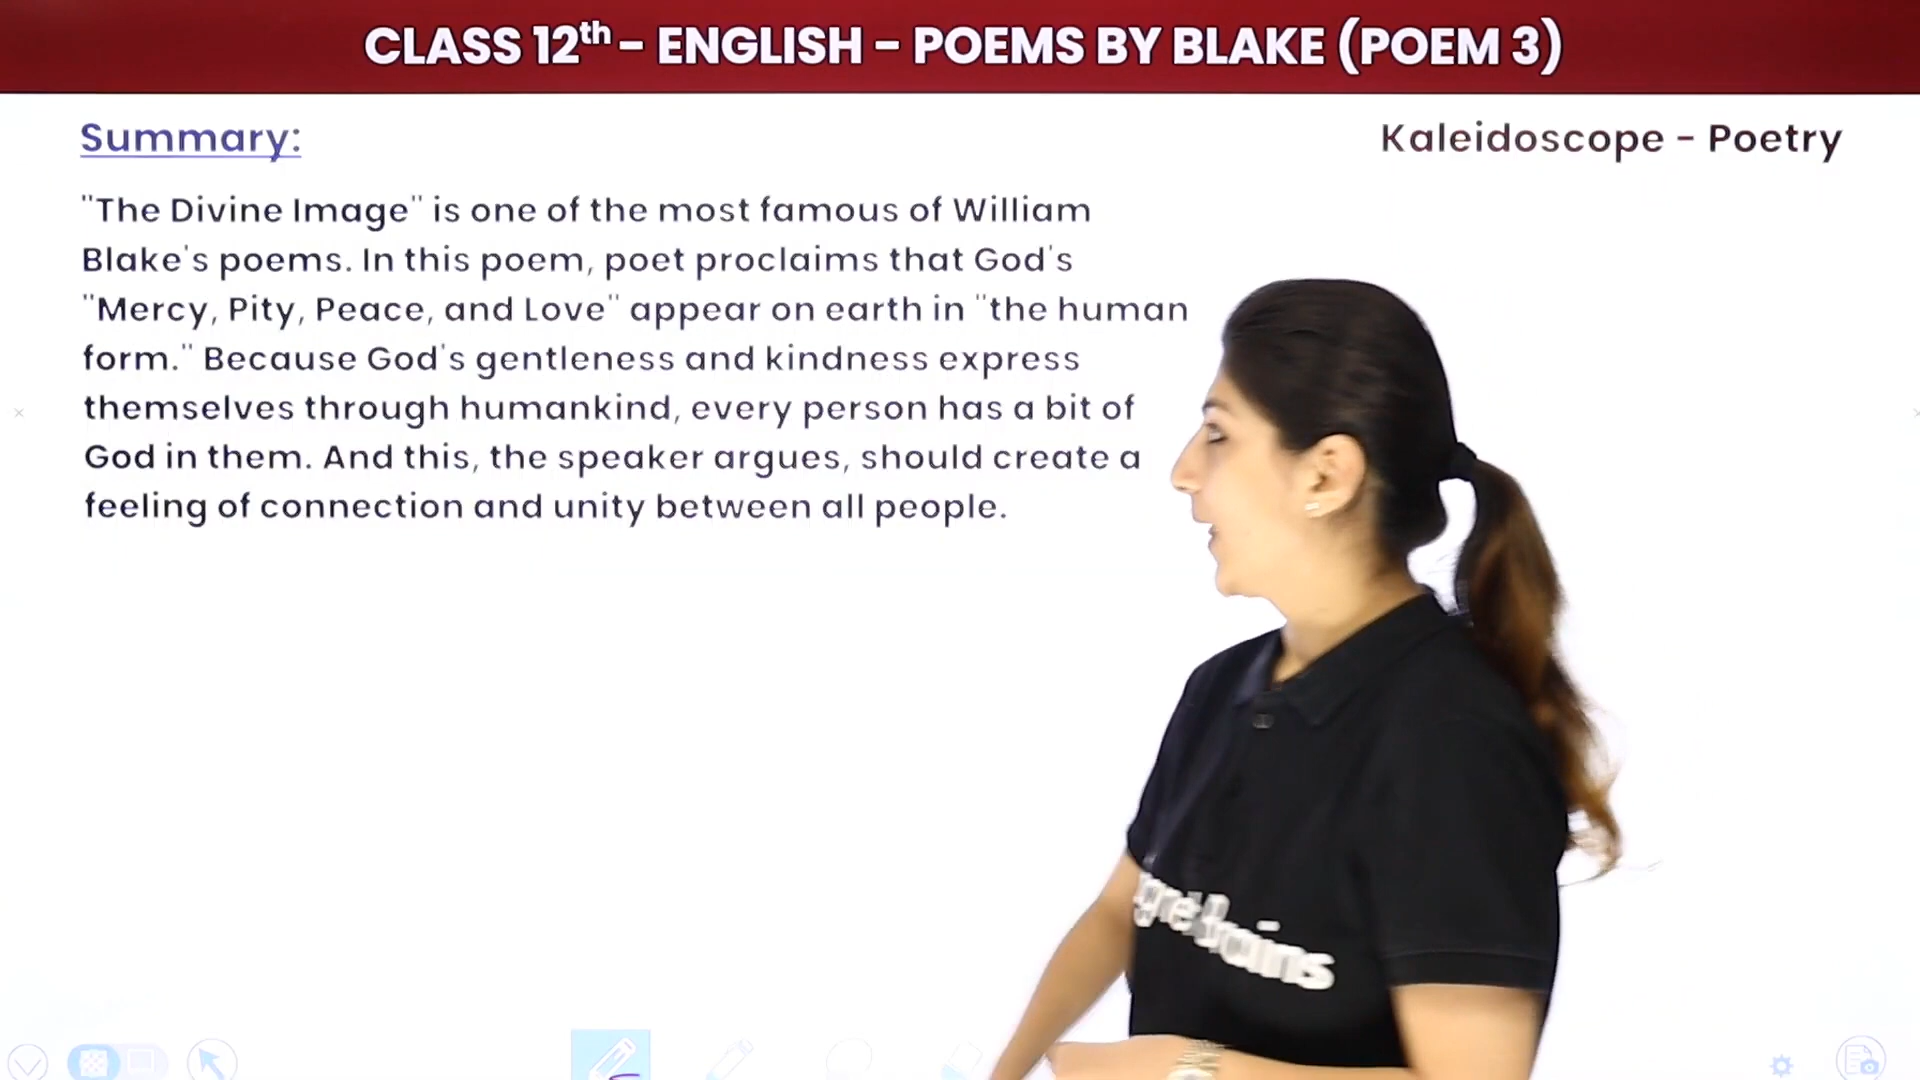 CLASS 12th - ENGLISH - POEMS BY BLAKE (POEM 3)
Summary:
Kaleidoscope - Poetry
"The Divine Image" is one of the most famous of William
Blake's poems. In this poem, poet proclaims that God's
"Mercy, Pity, Peace, and Love" appear on earth in "the human
form." Because God's gentleness and kindness express
themselves through humankind, every person has a bit of
God in them. And this, the speaker argues, should create a
feeling of connection and unity between all people.